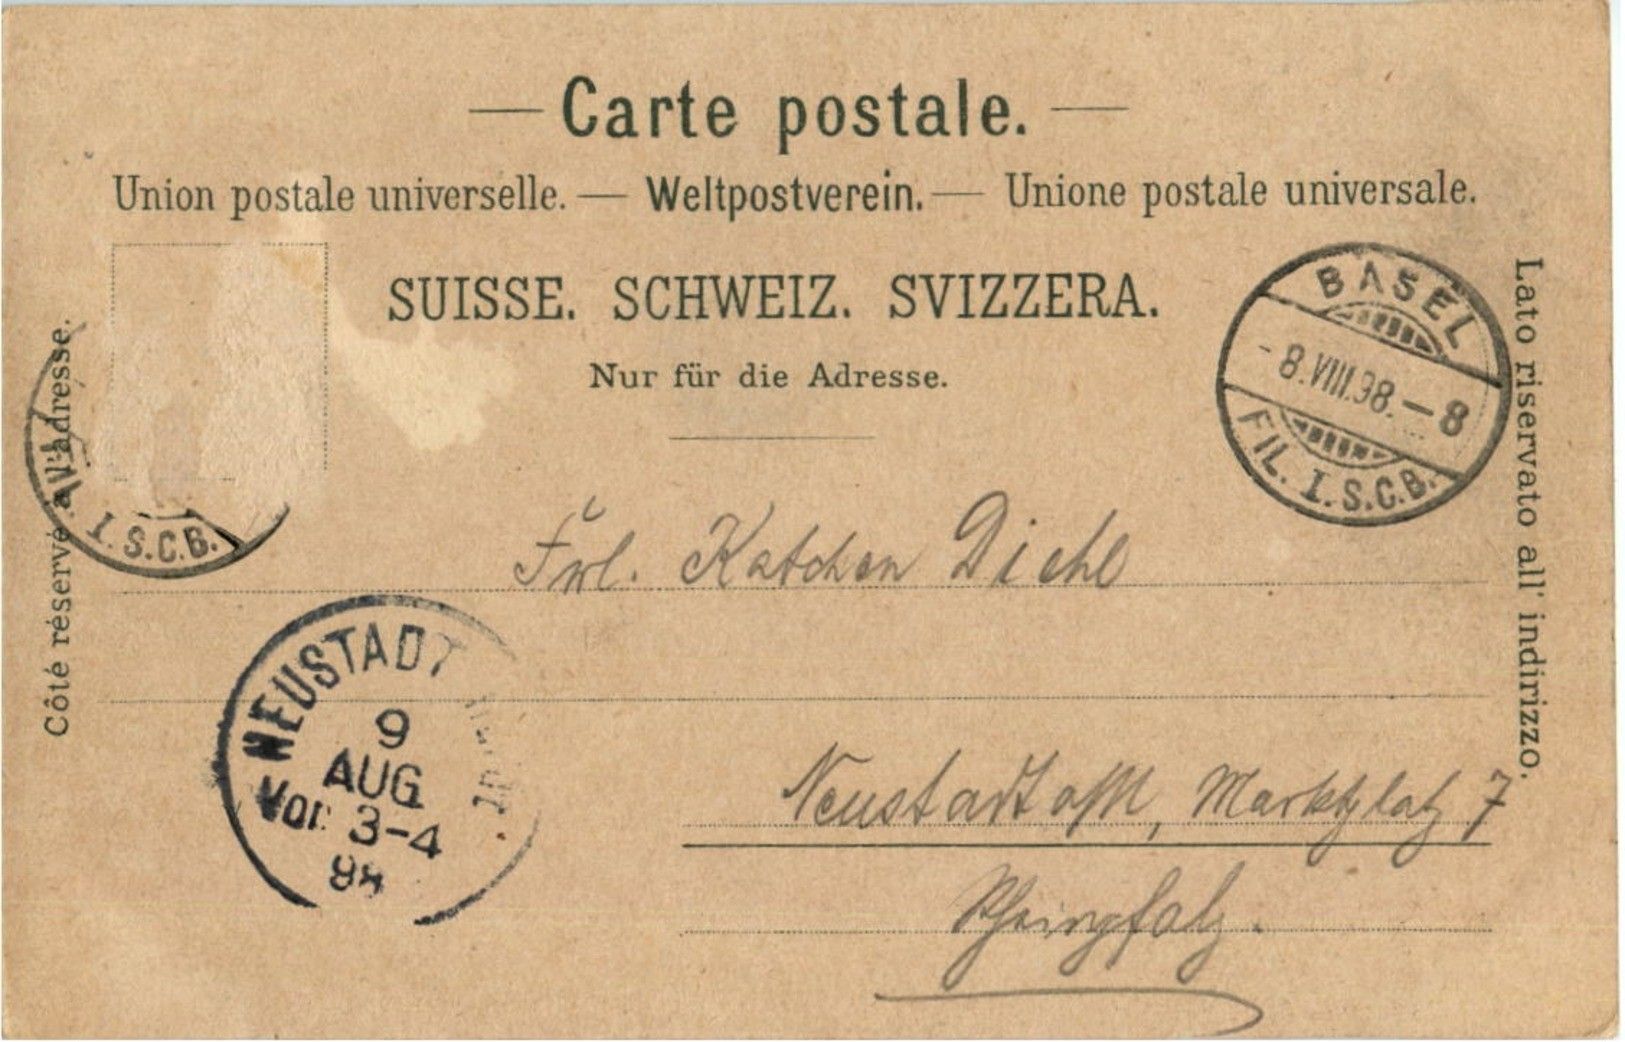 Carte postale.
Union postale universelle. — Weltpostverein. — Unione postale universale.
SUISSE. SCHWEIZ. SVIZZERA.
Nur für die Adresse.
Côté réservé à l'adresse.
Lato riservato all' indirizzo.
BASEL
-8.VIII.98.—8
FIL. I.S.C.B.
I.S.C.B.
Frl. Katchen Diehl
NEUSTADT
9
AUG
Vor 3-4
98
Neustadt a/H, Marktplatz 7
Rheinpfalz.